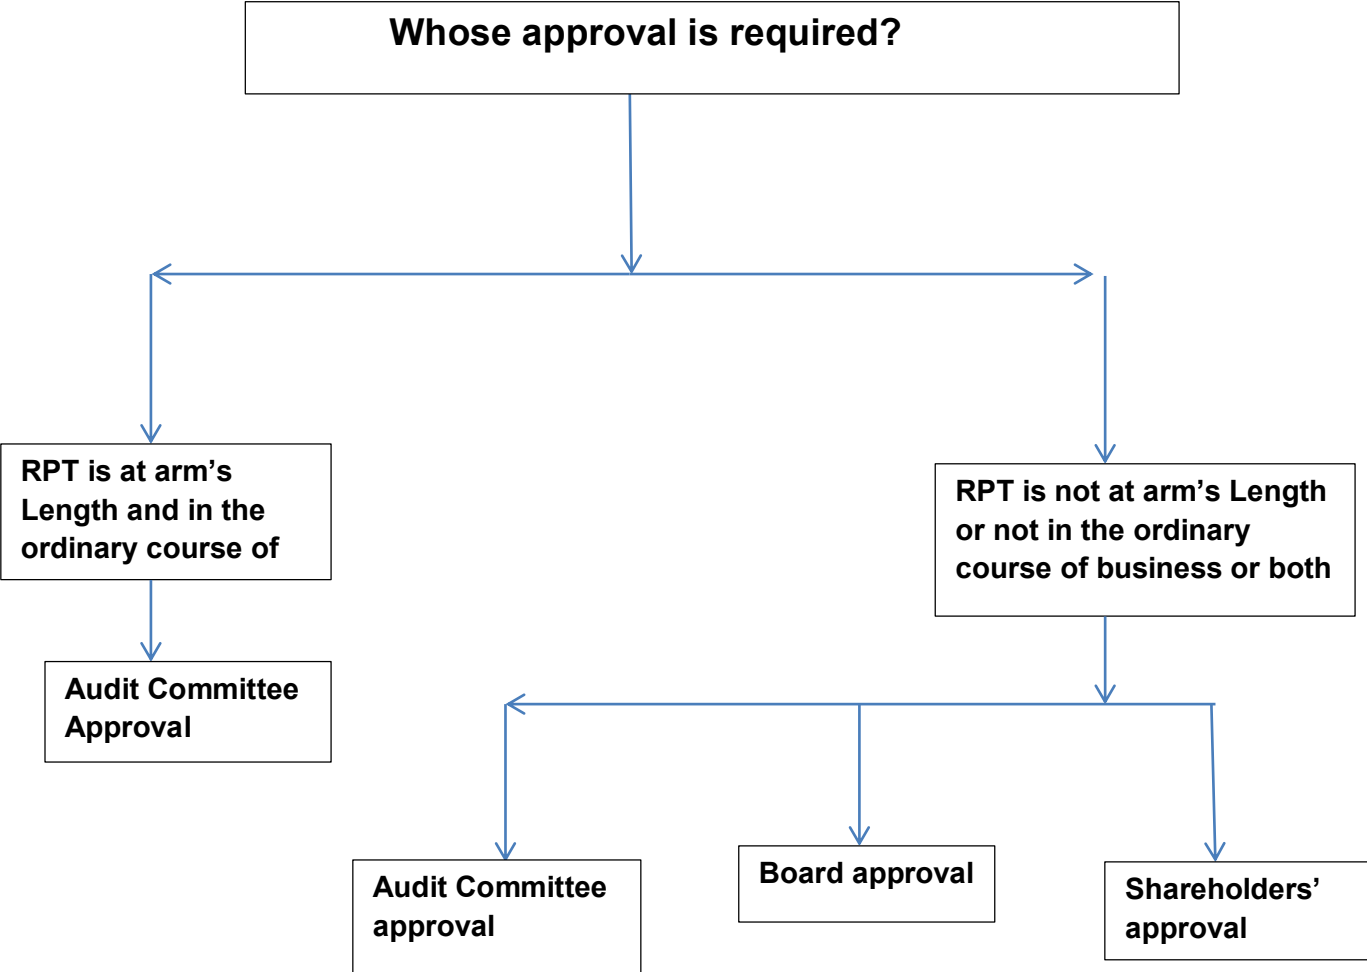 Whose approval is required?
RPT is at arm’s
Length and in the
ordinary course of
RPT is not at arm’s Length
or not in the ordinary
course of business or both
Audit Committee
Approval
Audit Committee
approval
Board approval
Shareholders’
approval